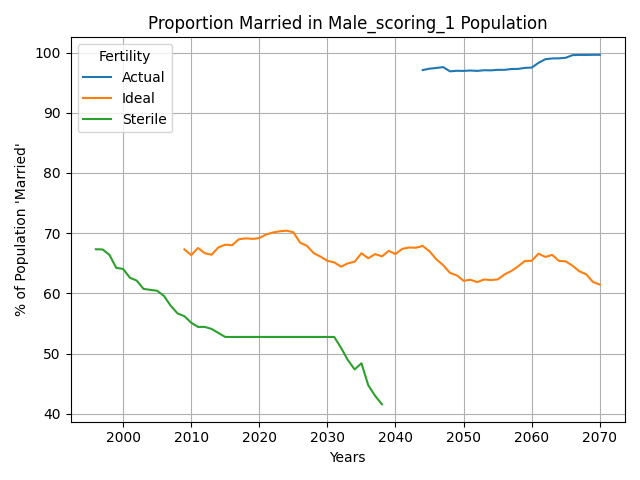 Proportion Married in Male_scoring_1 Population
% of Population 'Married'
100
90
80
70
60
50
40
Fertility
Actual
Ideal
Sterile
2000 2010 2020 2030 2040 2050 2060 2070
Years